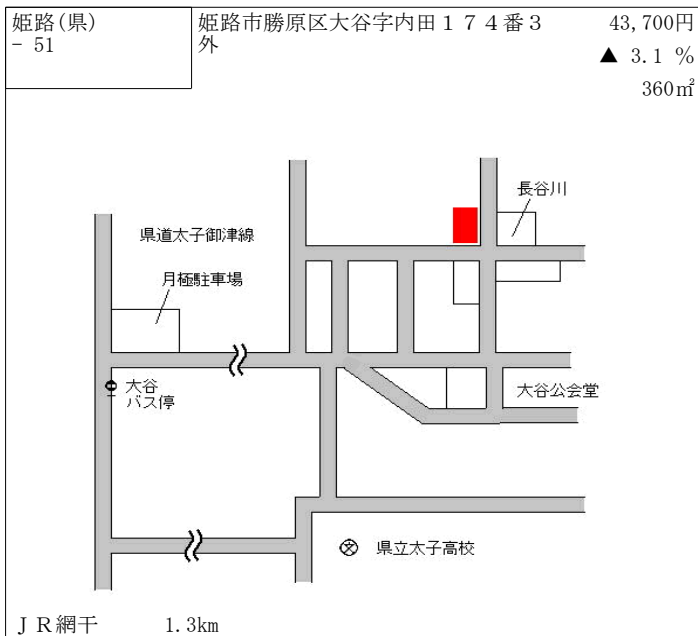 姫路(県)
- 51
姫路市勝原区大谷字内田１７４番３
外
43,700円
▲ 3.1 %
360㎡
長谷川
県道太子御津線
月極駐車場
大谷
バス停
大谷公会堂
文
県立太子高校
ＪＲ網干 1.3km